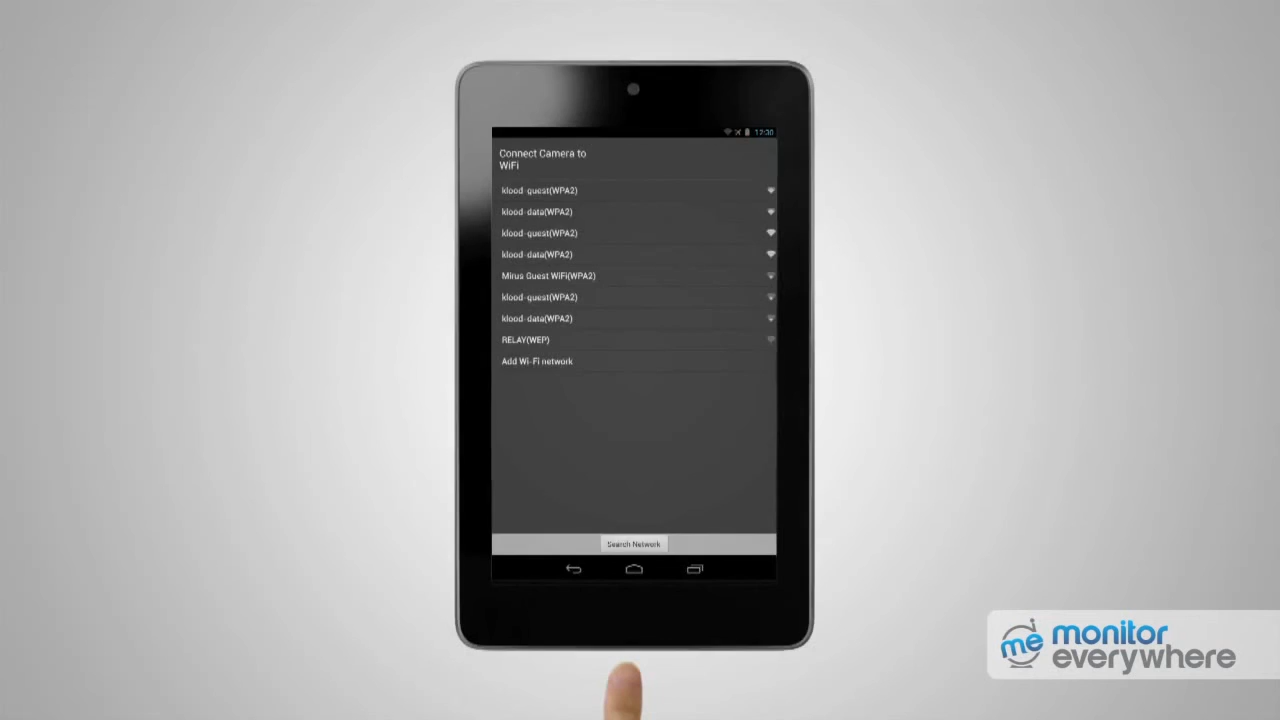 12:30
Connect Camera to
WiFi
klood-guest(WPA2)
klood-data(WPA2)
klood-guest(WPA2)
klood-data(WPA2)
Mirus Guest WiFi(WPA2)
klood-guest(WPA2)
klood-data(WPA2)
RELAY(WEP)
Add Wi-Fi network
Search Network
me monitor
everywhere